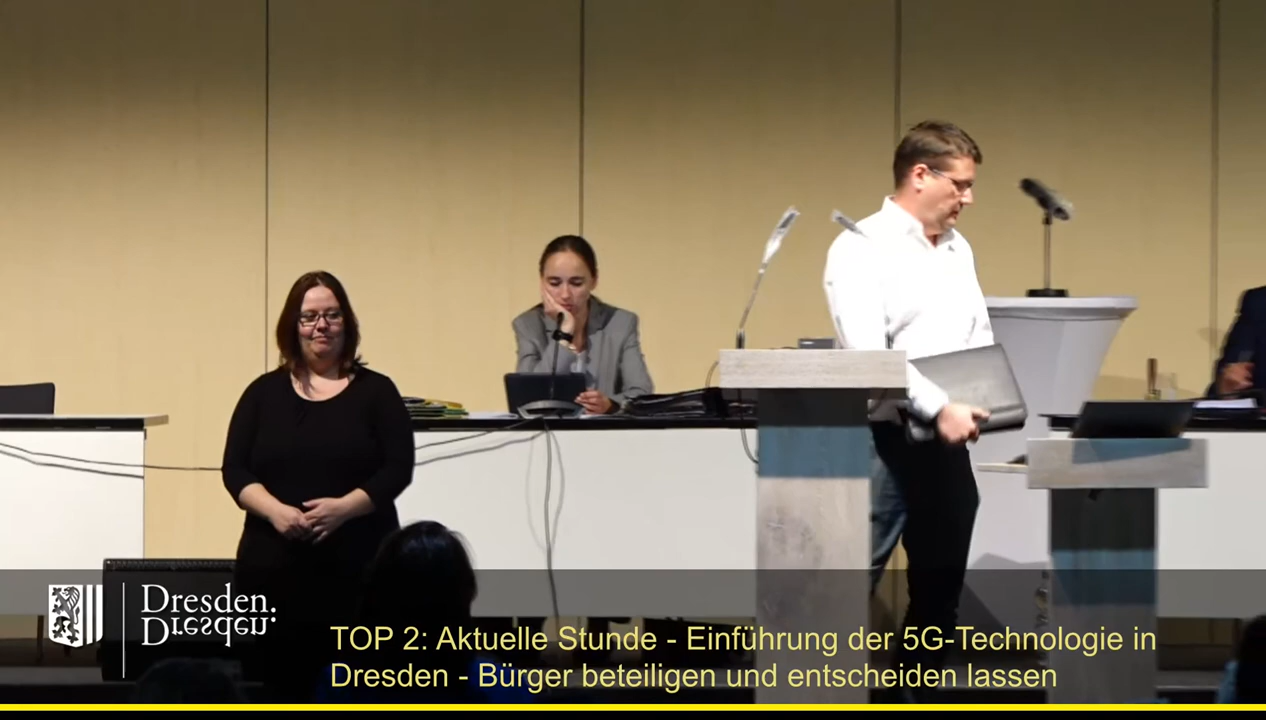 Dresden.
Dresden.
TOP 2: Aktuelle Stunde - Einführung der 5G-Technologie in
Dresden - Bürger beteiligen und entscheiden lassen